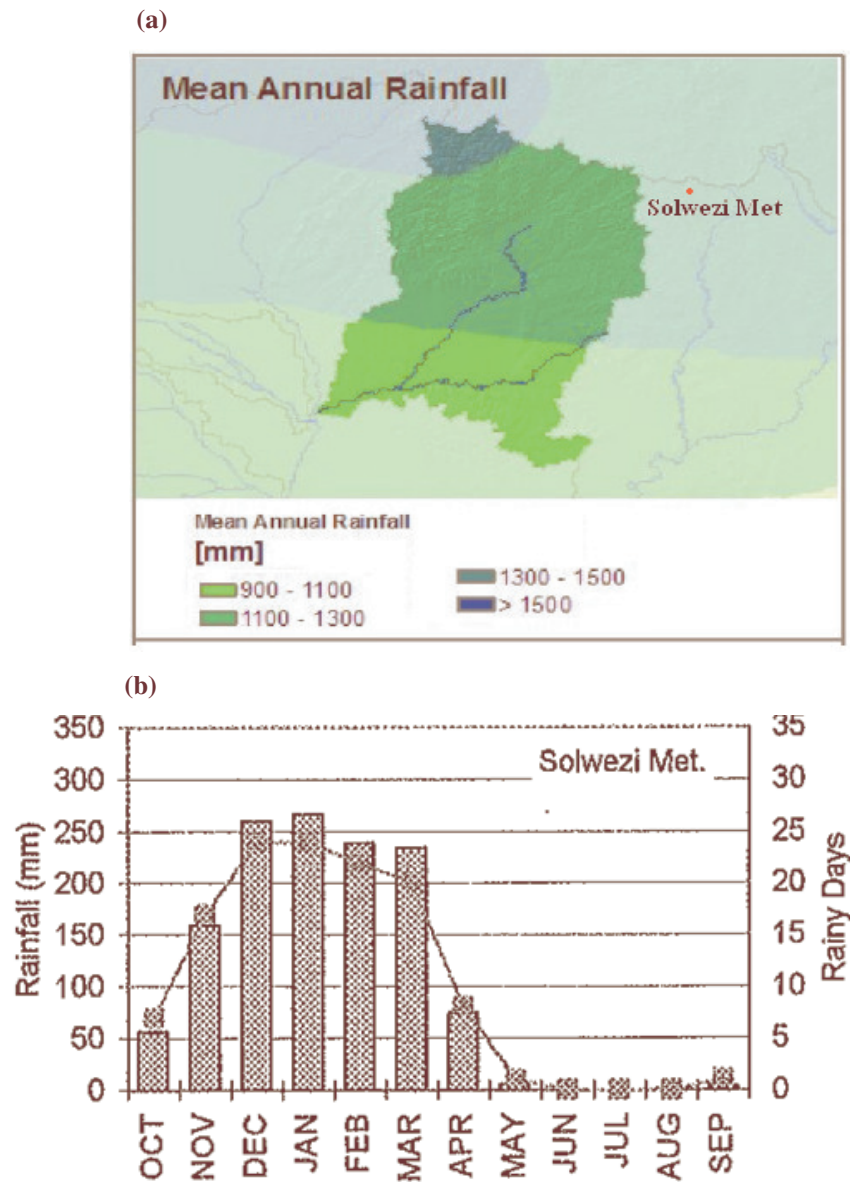 (a)
Mean Annual Rainfall
Solwezi Met
Mean Annual Rainfall
[mm]
900 - 1100
1100 - 1300
1300 - 1500
> 1500
(b)
Solwezi Met.
Rainfall (mm)
350
300
250
200
150
100
50
0
Rainy Days
35
30
25
20
15
10
5
0
OCT
NOV
DEC
JAN
FEB
MAR
APR
MAY
JUN
JUL
AUG
SEP